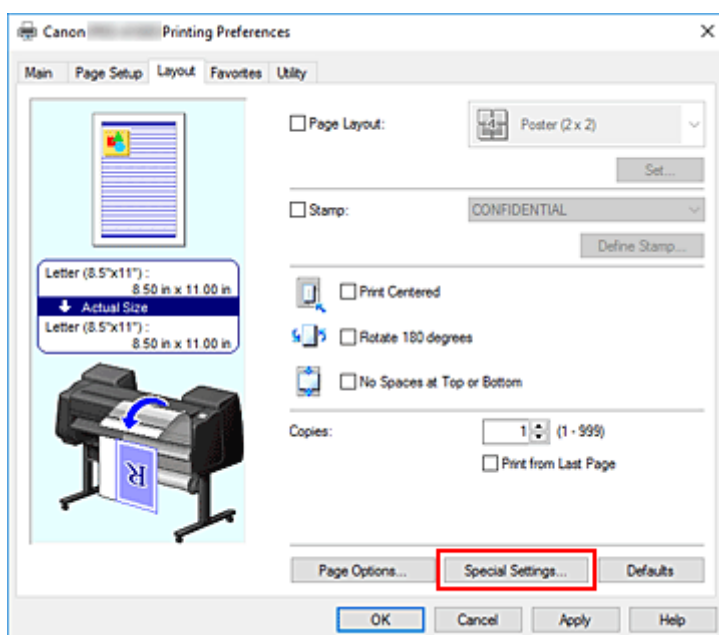 Canon Printing Preferences
Main Page Setup Layout Favorites Utility
Page Layout: Poster (2 x 2)
Set...
Stamp: CONFIDENTIAL
Define Stamp...
Letter (8.5"x11") :
8.50 in x 11.00 in
Actual Size
Letter (8.5"x11") :
8.50 in x 11.00 in
Print Centered
Rotate 180 degrees
No Spaces at Top or Bottom
Copies: 1 (1 - 999)
Print from Last Page
R
Page Options... Special Settings... Defaults
OK Cancel Apply Help